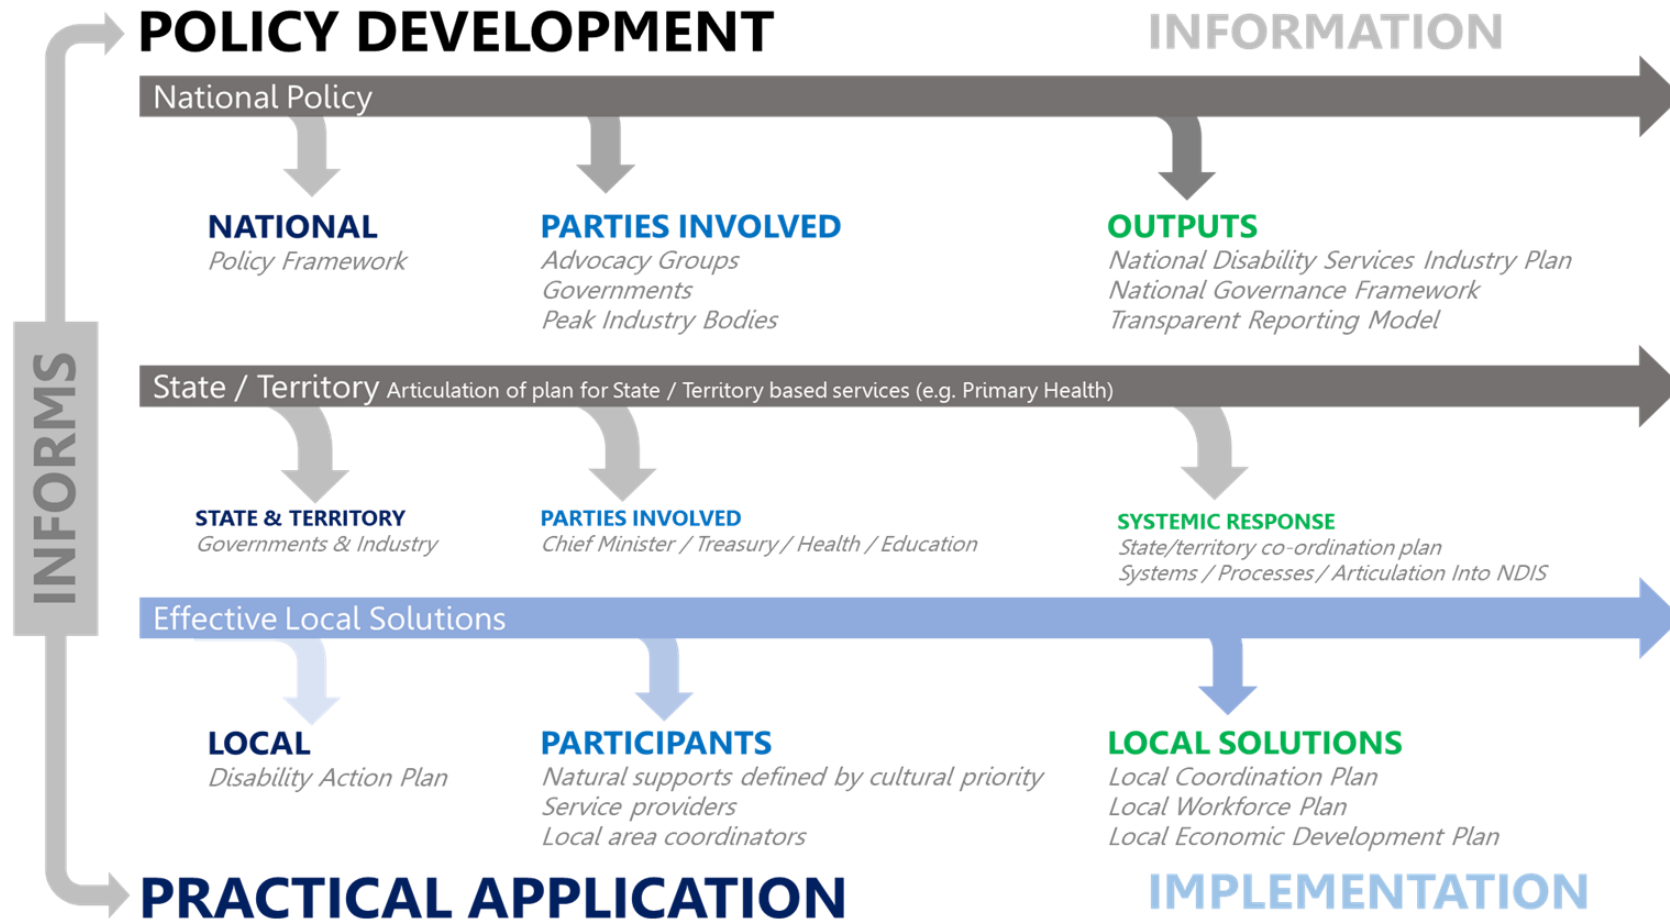 POLICY DEVELOPMENT
INFORMATION
National Policy
NATIONAL
Policy Framework
PARTIES INVOLVED
Advocacy Groups
Governments
Peak Industry Bodies
OUTPUTS
National Disability Services Industry Plan
National Governance Framework
Transparent Reporting Model
INFORMS
State / Territory Articulation of plan for State / Territory based services (e.g. Primary Health)
STATE & TERRITORY
Governments & Industry
PARTIES INVOLVED
Chief Minister / Treasury / Health / Education
SYSTEMIC RESPONSE
State/territory co-ordination plan
Systems / Processes / Articulation Into NDIS
Effective Local Solutions
LOCAL
Disability Action Plan
PARTICIPANTS
Natural supports defined by cultural priority
Service providers
Local area coordinators
LOCAL SOLUTIONS
Local Coordination Plan
Local Workforce Plan
Local Economic Development Plan
PRACTICAL APPLICATION
IMPLEMENTATION